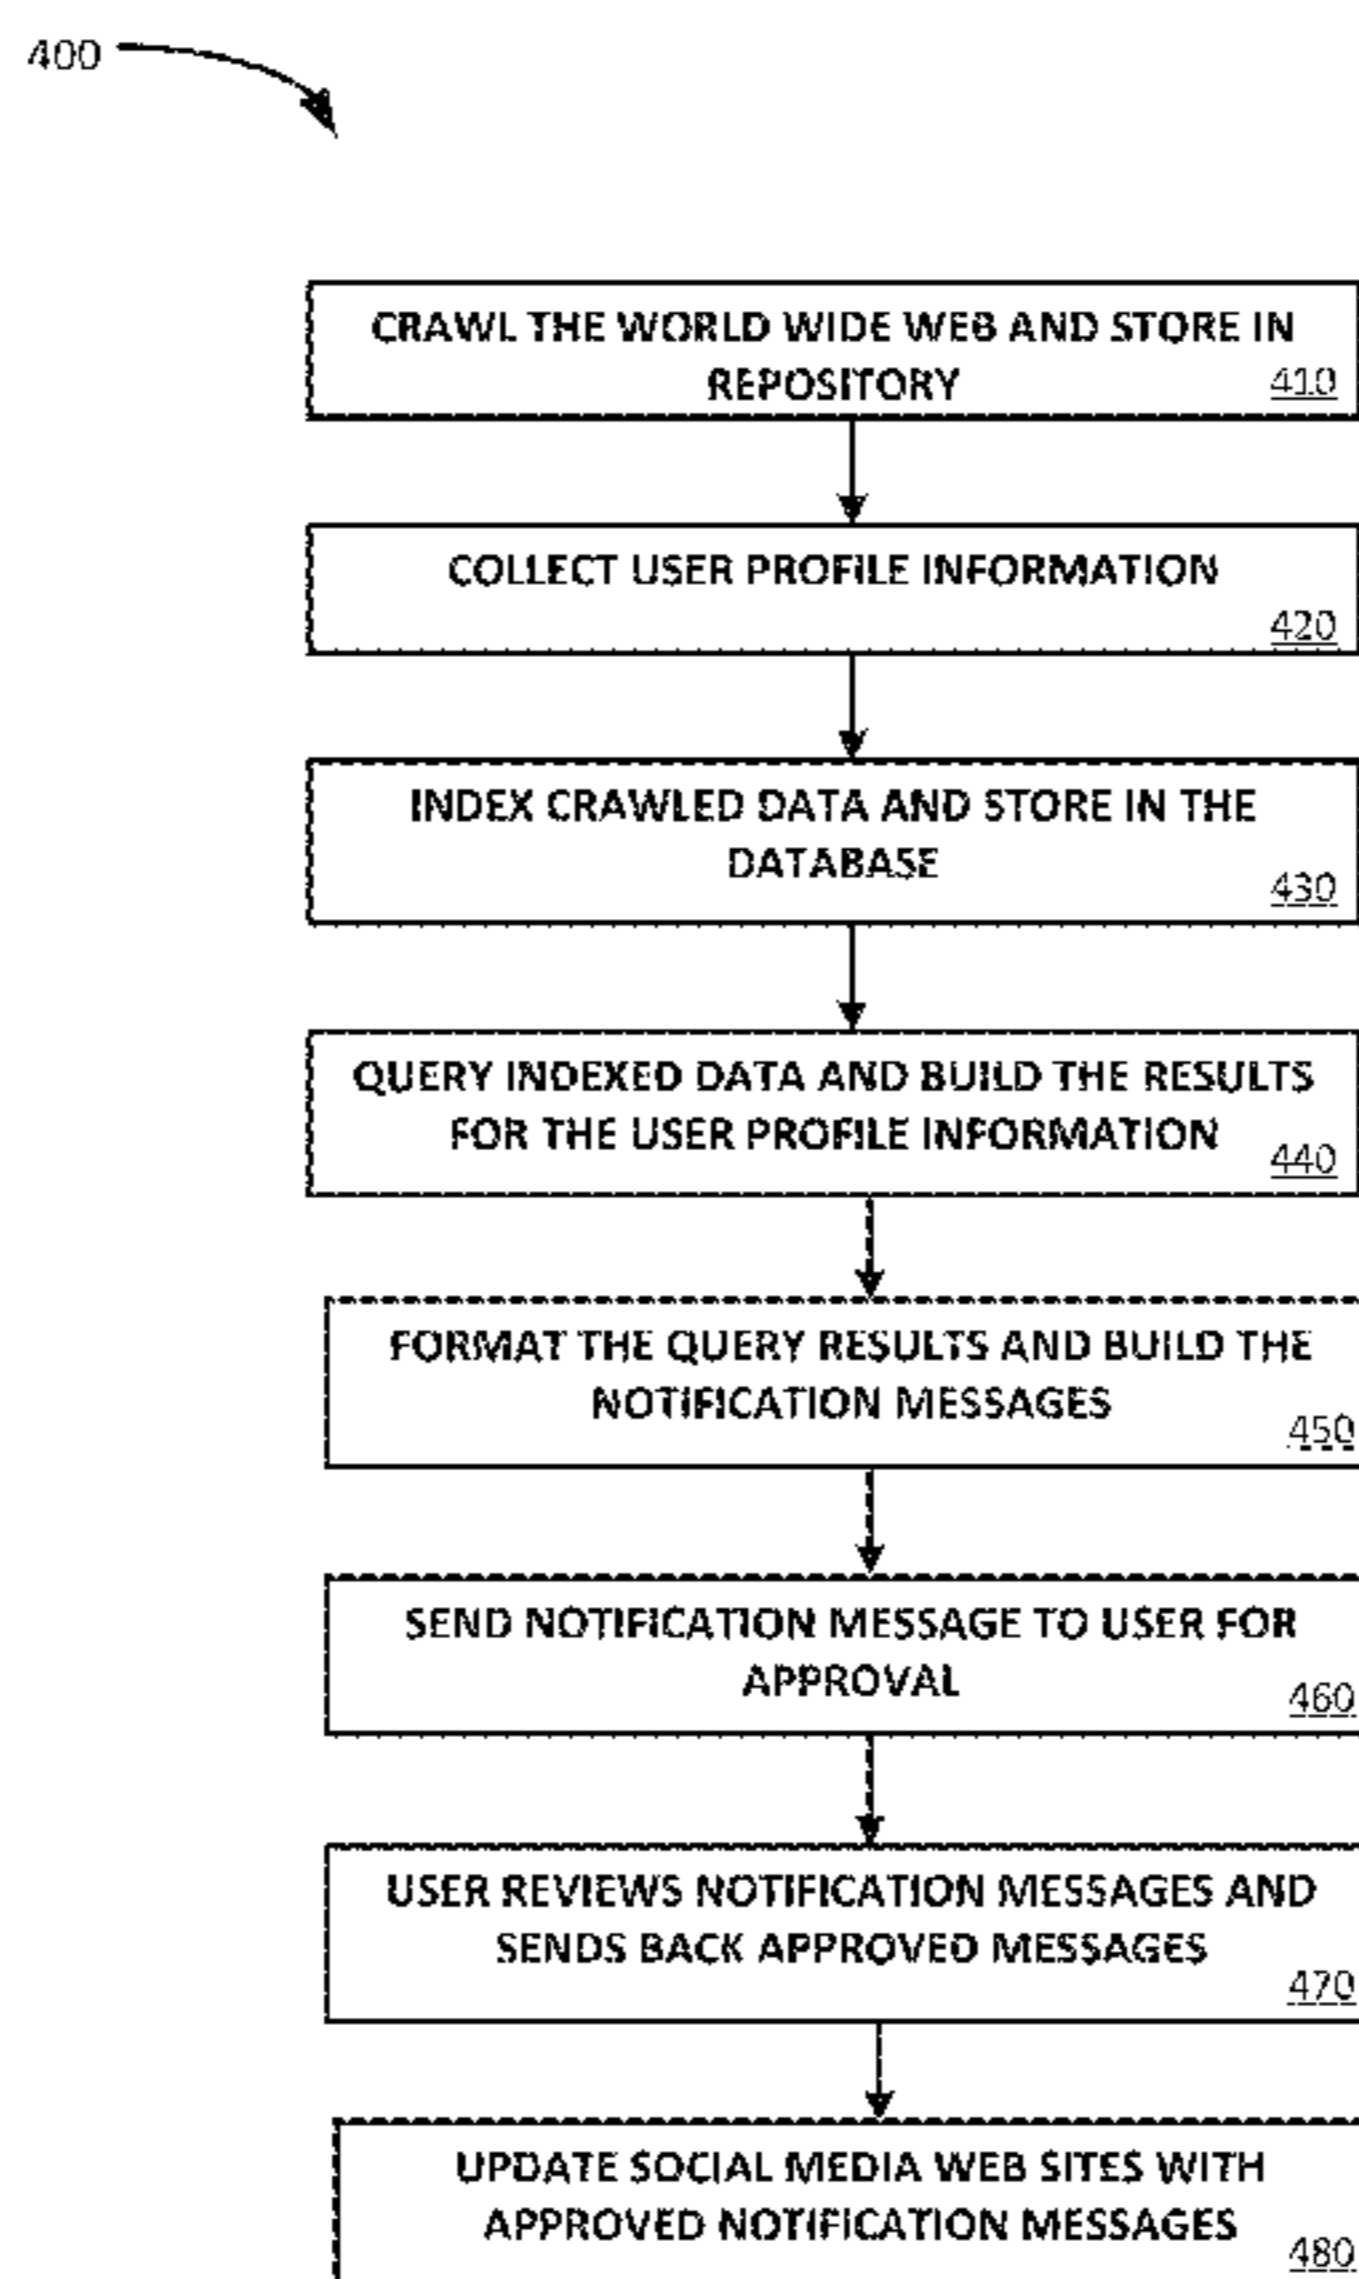 400
CRAWL THE WORLD WIDE WEB AND STORE IN
REPOSITORY
410
COLLECT USER PROFILE INFORMATION
420
INDEX CRAWLED DATA AND STORE IN THE
DATABASE
430
QUERY INDEXED DATA AND BUILD THE RESULTS
FOR THE USER PROFILE INFORMATION
440
FORMAT THE QUERY RESULTS AND BUILD THE
NOTIFICATION MESSAGES
450
SEND NOTIFICATION MESSAGE TO USER FOR
APPROVAL
460
USER REVIEWS NOTIFICATION MESSAGES AND
SENDS BACK APPROVED MESSAGES
470
UPDATE SOCIAL MEDIA WEB SITES WITH
APPROVED NOTIFICATION MESSAGES
480